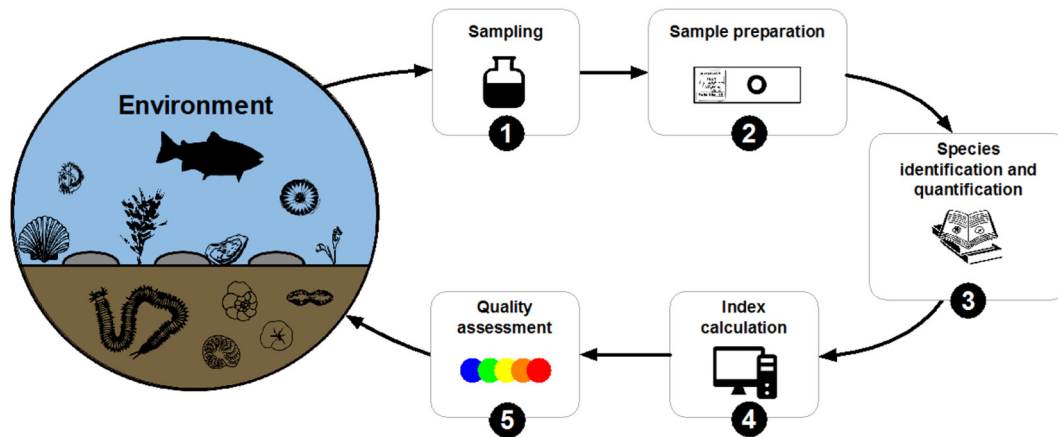 Environment
Sampling
1
Sample preparation
2
Species
identification and
quantification
3
Index
calculation
4
Quality
assessment
5